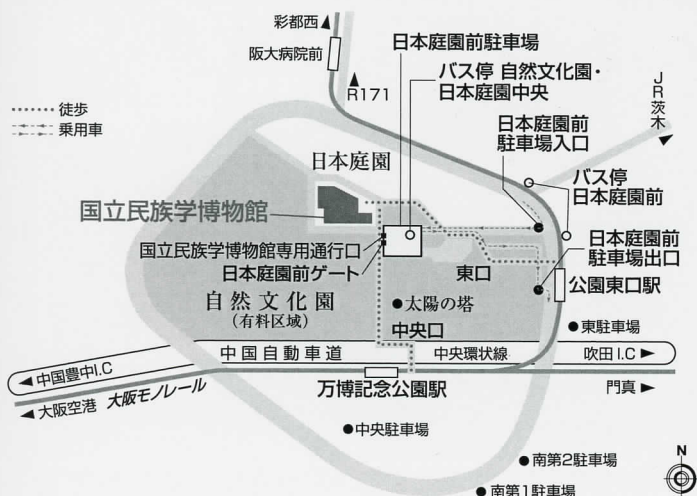 彩都西
阪大病院前
R171
日本庭園前駐車場
バス停 自然文化園・
日本庭園中央
JR茨木
徒歩
乗用車
日本庭園前
駐車場入口
日本庭園
バス停
日本庭園前
国立民族学博物館
国立民族学博物館専用通行口
日本庭園前ゲート
日本庭園前
駐車場出口
東口
公園東口駅
自然文化園
(有料区域)
太陽の塔
中央口
東駐車場
中国自動車道
中央環状線
吹田I.C
中国豊中I.C
大阪空港
大阪モノレール
万博記念公園駅
門真
中央駐車場
南第2駐車場
南第1駐車場
N